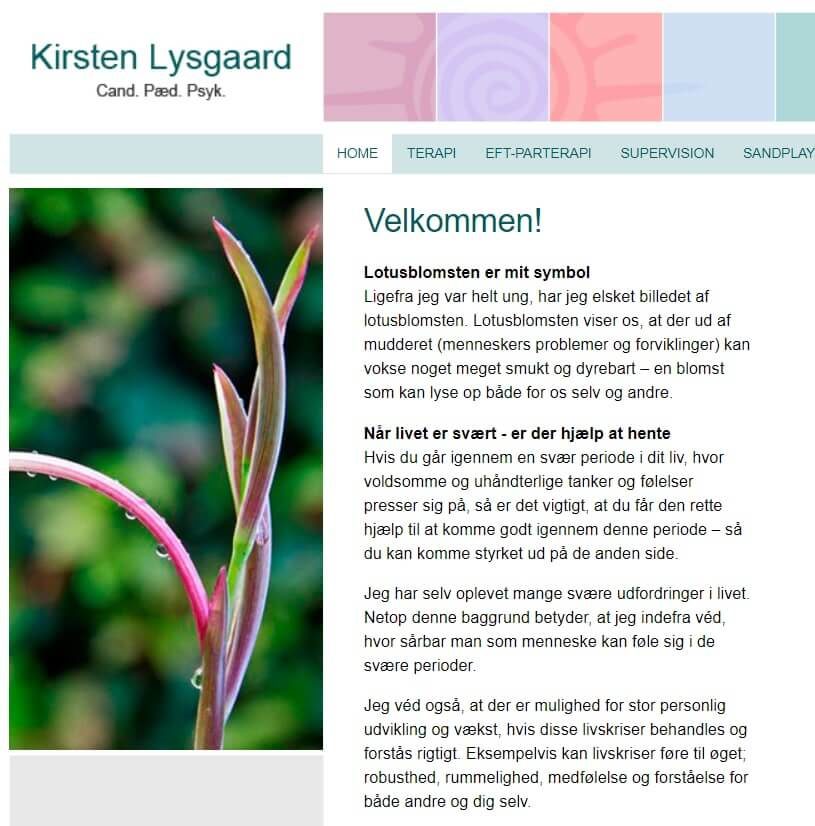 Kirsten Lysgaard
Cand. Pæd. Psyk.
HOME TERAPI EFT-PARTERAPI SUPERVISION SANDPLAY
Velkommen!
Lotusblomsten er mit symbol
Ligefra jeg var helt ung, har jeg elsket billedet af
lotusblomsten. Lotusblomsten viser os, at der ud af
mudderet (menneskers problemer og forviklinger) kan
vokse noget meget smukt og dyrebart – en blomst
som kan lyse op både for os selv og andre.
Når livet er svært - er der hjælp at hente
Hvis du går igennem en svær periode i dit liv, hvor
voldsomme og uhåndterlige tanker og følelser
presser sig på, så er det vigtigt, at du får den rette
hjælp til at komme godt igennem denne periode – så
du kan komme styrket ud på de anden side.
Jeg har selv oplevet mange svære udfordringer i livet.
Netop denne baggrund betyder, at jeg indefra véd,
hvor sårbar man som menneske kan føle sig i de
svære perioder.
Jeg véd også, at der er mulighed for stor personlig
udvikling og vækst, hvis disse livskriser behandles og
forstås rigtigt. Eksempelvis kan livskriser føre til øget;
robusthed, rummelighed, medfølelse og forståelse for
både andre og dig selv.